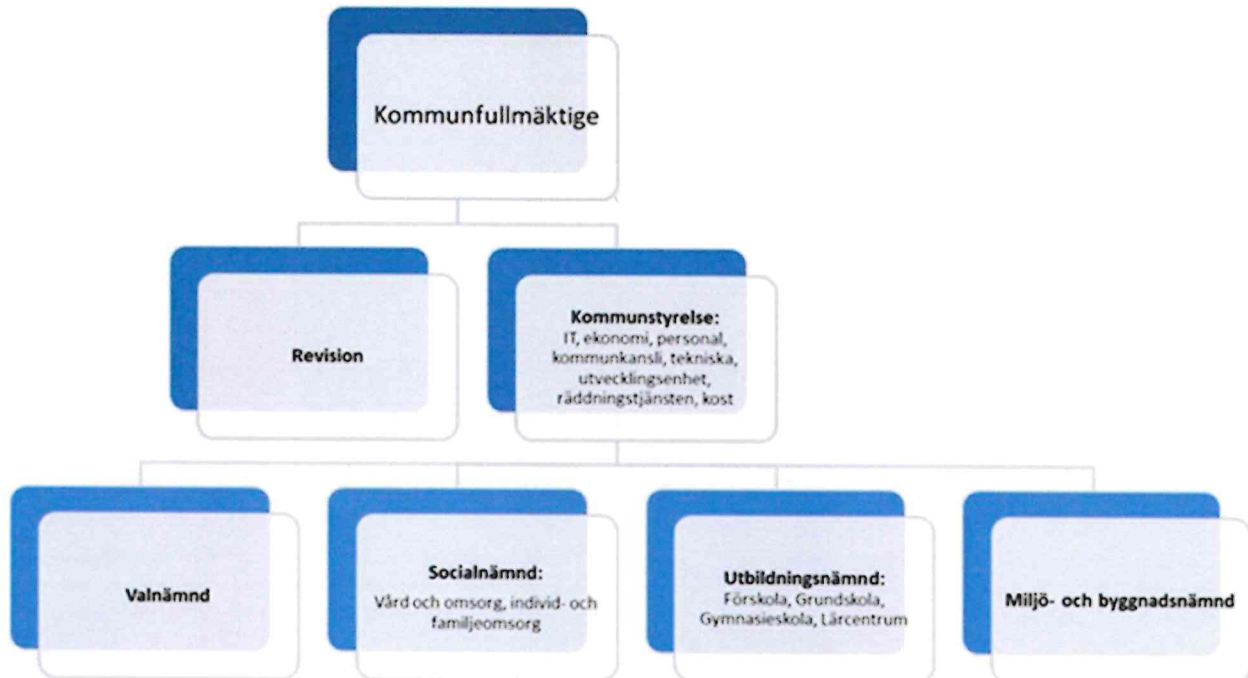 Kommunfullmäktige
Revision
Kommunstyrelse:
IT, ekonomi, personal,
kommunkansli, tekniska,
utvecklingsenhet,
räddningstjänsten, kost
Valnämnd
Socialnämnd:
Vård och omsorg, individ- och
familjeomsorg
Utbildningsnämnd:
Förskola, Grundskola,
Gymnasieskola, Lärcentrum
Miljö- och byggnadsnämnd